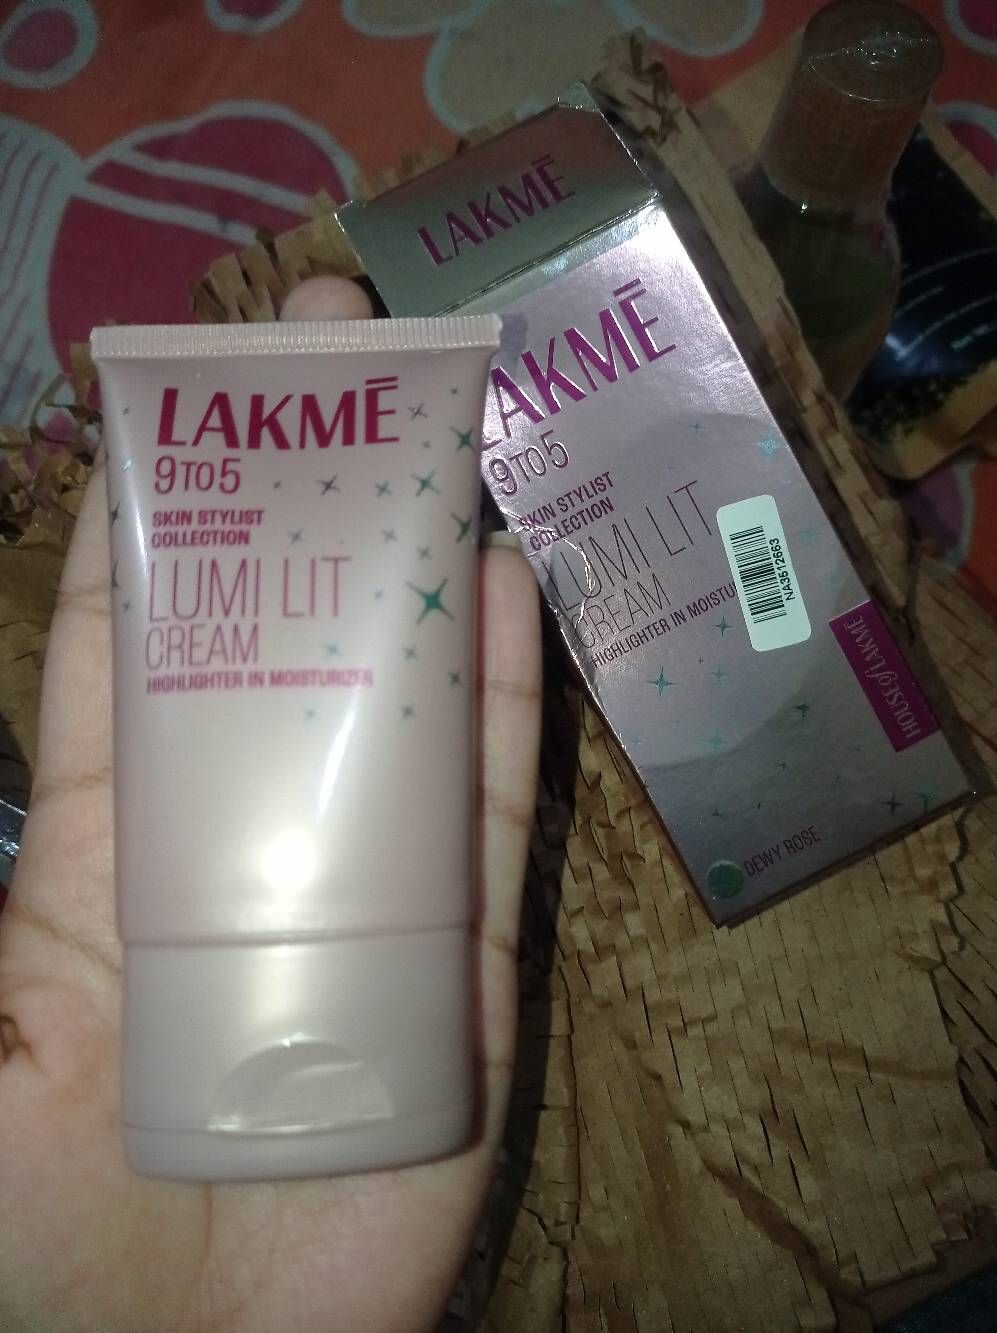 LAKMĒ
9TO5
SKIN STYLIST
COLLECTION
LUMI LIT
CREAM
HIGHLIGHTER IN MOISTURIZER
LAKMĒ
LAKMĒ
9TO5
SKIN STYLIST
COLLECTION
LUMI LIT
CREAM
HIGHLIGHTER IN MOISTU
NA3512663
HOUSE of LAKMĒ
DEWY ROSE